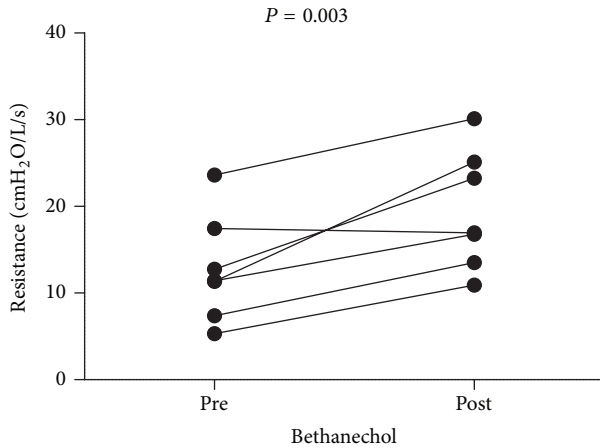 P = 0.003
40
30
20
10
0
Resistance (cmH₂O/L/s)
Pre
Post
Bethanechol